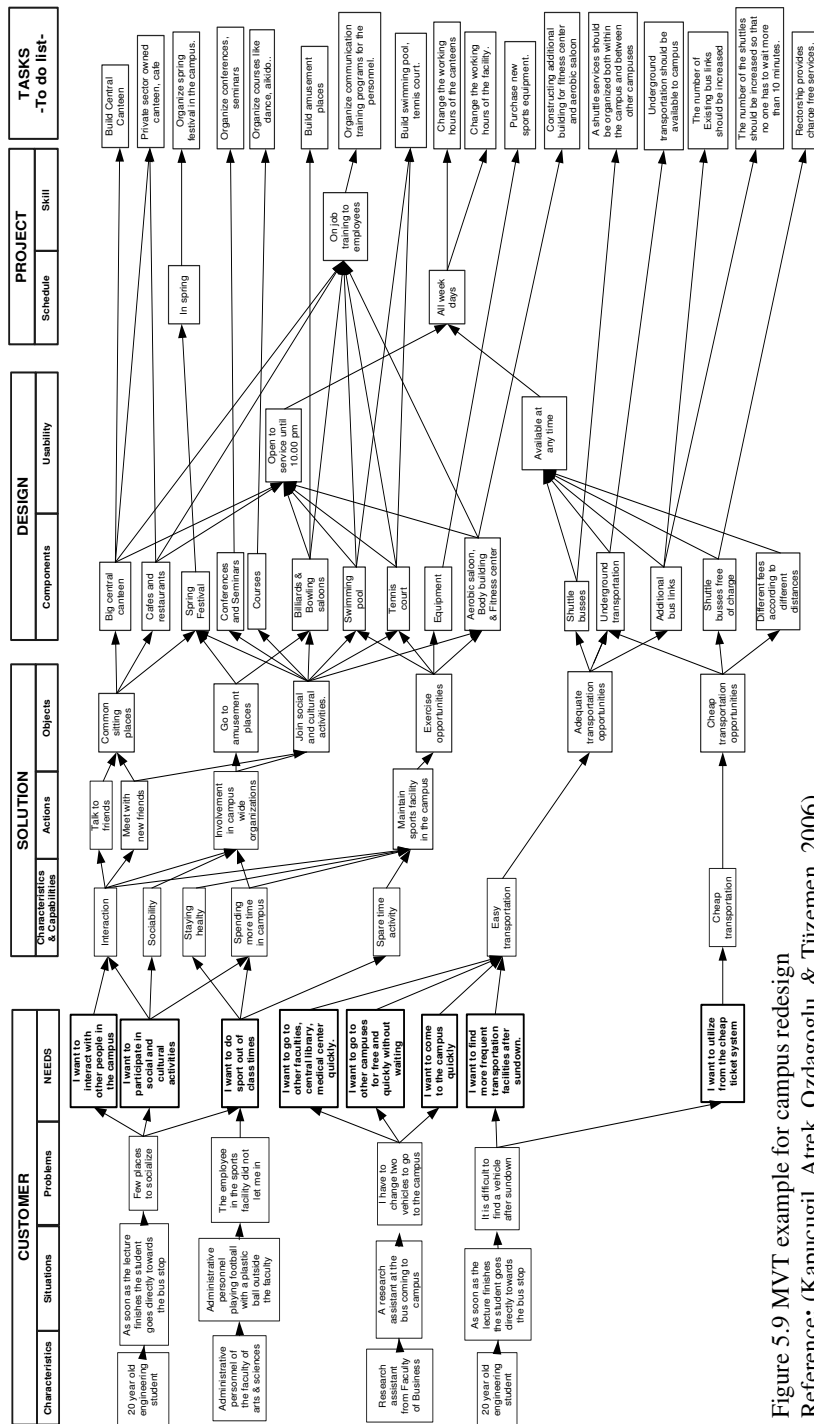 CUSTOMER
Characteristics
Situations
Problems
NEEDS
20 year old
engineering
student
As soon as the lecture
finishes the student
goes directly towards
the bus stop
Few places
to socialize
I want to
interact with
other people in
the campus
I want to
participate in
social and
cultural
activities
Administrative
personnel of
the faculty of
arts & sciences
Administrative
personnel
playing football
with a plastic
ball outside
the faculty
The employee
in the sports
facility did not
let me in
I want to do
sport out of
class times
Research
assistant
from Faculty
of Business
A research
assistant at the
bus coming to
campus
I have to
change two
vehicles to go
to the campus
I want to go to
other faculties,
central library,
medical center
quickly.
I want to go to
other campuses
for free and
quickly without
waiting
I want to come
to the campus
quickly
20 year old
engineering
student
As soon as the
lecture finishes
the student goes
directly towards
the bus stop
It is difficult to
find a vehicle
after sundown
I want to find
more frequent
transportation
facilities after
sundown.
I want to utilize
from the cheap
ticket system
SOLUTION
Characteristics
& Capabilities
Actions
Objects
Interaction
Sociability
Staying
healty
Spending
more time
in campus
Spare time
activity
Easy
transportation
Cheap
transportation
Talk to
friends
Meet with
new friends
Involvement
in campus
wide
organizations
Maintain
sports facility
in the campus
Common
sitting
places
Go to
amusement
places
Join social
and cultural
activities.
Exercise
opportunities
Adequate
transportation
opportunities
Cheap
transportation
opportunities
DESIGN
Components
Usability
Big central
canteen
Cafes and
restaurants
Spring
Festival
Conferences
and Seminars
Courses
Billiards &
Bowling
saloons
Swimming
pool
Tennis
court
Equipment
Aerobic saloon,
Body building
& Fitness center
Shuttle
busses
Underground
transportation
Additional
bus links
Shuttle
busses free
of charge
Different fees
according to
different
distances
Open to
service until
10.00 pm
Available at
any time
PROJECT
Schedule
Skill
In spring
All week
days
On job
training to
employees
TASKS
-To do list-
Build Central
Canteen
Private sector owned
canteen, cafe
Organize spring
festival in the campus.
Organize conferences,
seminars
Organize courses like
dance, aikido..
Build amusement
places
Organize communication
training programs for the
personnel.
Build swimming pool,
tennis court.
Change the working
hours of the canteens
Change the working
hours of the facility.
Purchase new
sports equipment.
Constructing additional
building for fitness center
and aerobic saloon
A shuttle services should
be organized both within
the campus and between
other campuses
Underground
transportation should be
available to campus
The number of
Existing bus links
should be increased
The number of the shuttles
should be increased so that
no one has to wait more
than 10 minutes.
Rectorship provides
charge free services.
Figure 5.9 MVT example for campus redesign
Reference: (Kapucugil, Atrek, Ozdagoglu, & Tüzemen, 2006)